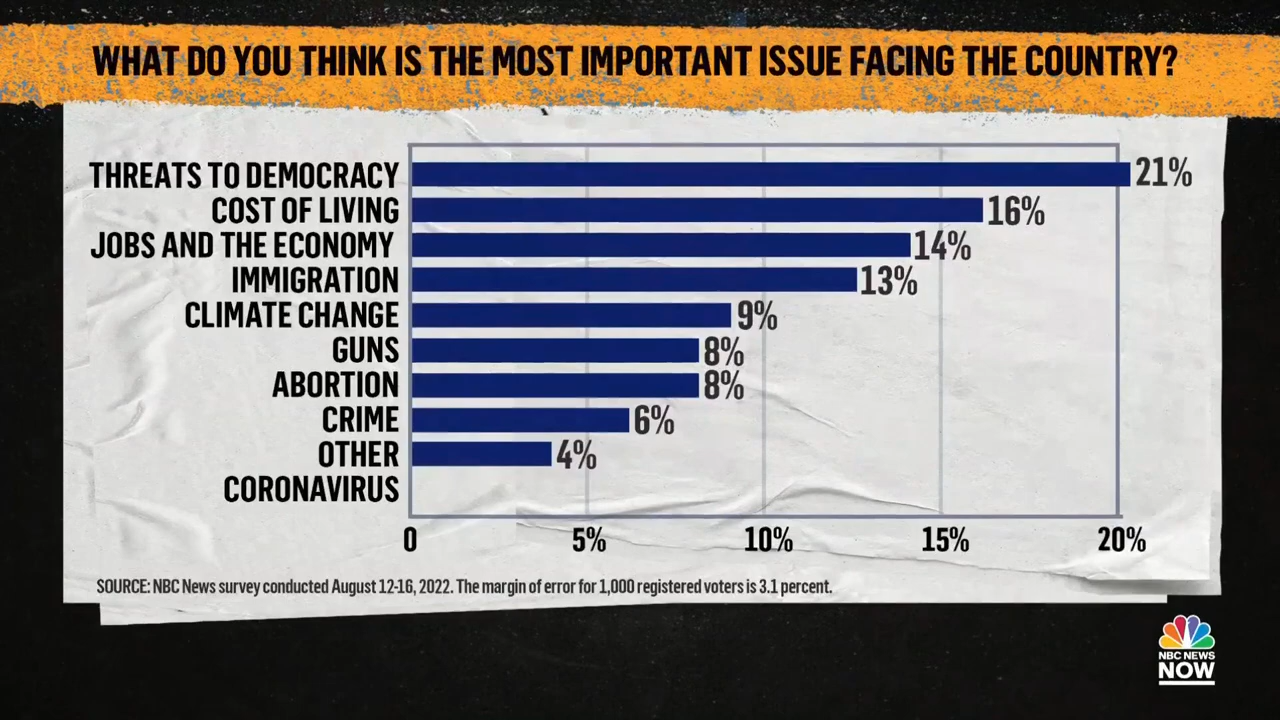 WHAT DO YOU THINK IS THE MOST IMPORTANT ISSUE FACING THE COUNTRY?
THREATS TO DEMOCRACY 21%
COST OF LIVING 16%
JOBS AND THE ECONOMY 14%
IMMIGRATION 13%
CLIMATE CHANGE 9%
GUNS 8%
ABORTION 8%
CRIME 6%
OTHER 4%
CORONAVIRUS
0 5% 10% 15% 20%
SOURCE: NBC News survey conducted August 12-16, 2022. The margin of error for 1,000 registered voters is 3.1 percent.
NBC NEWS
NOW